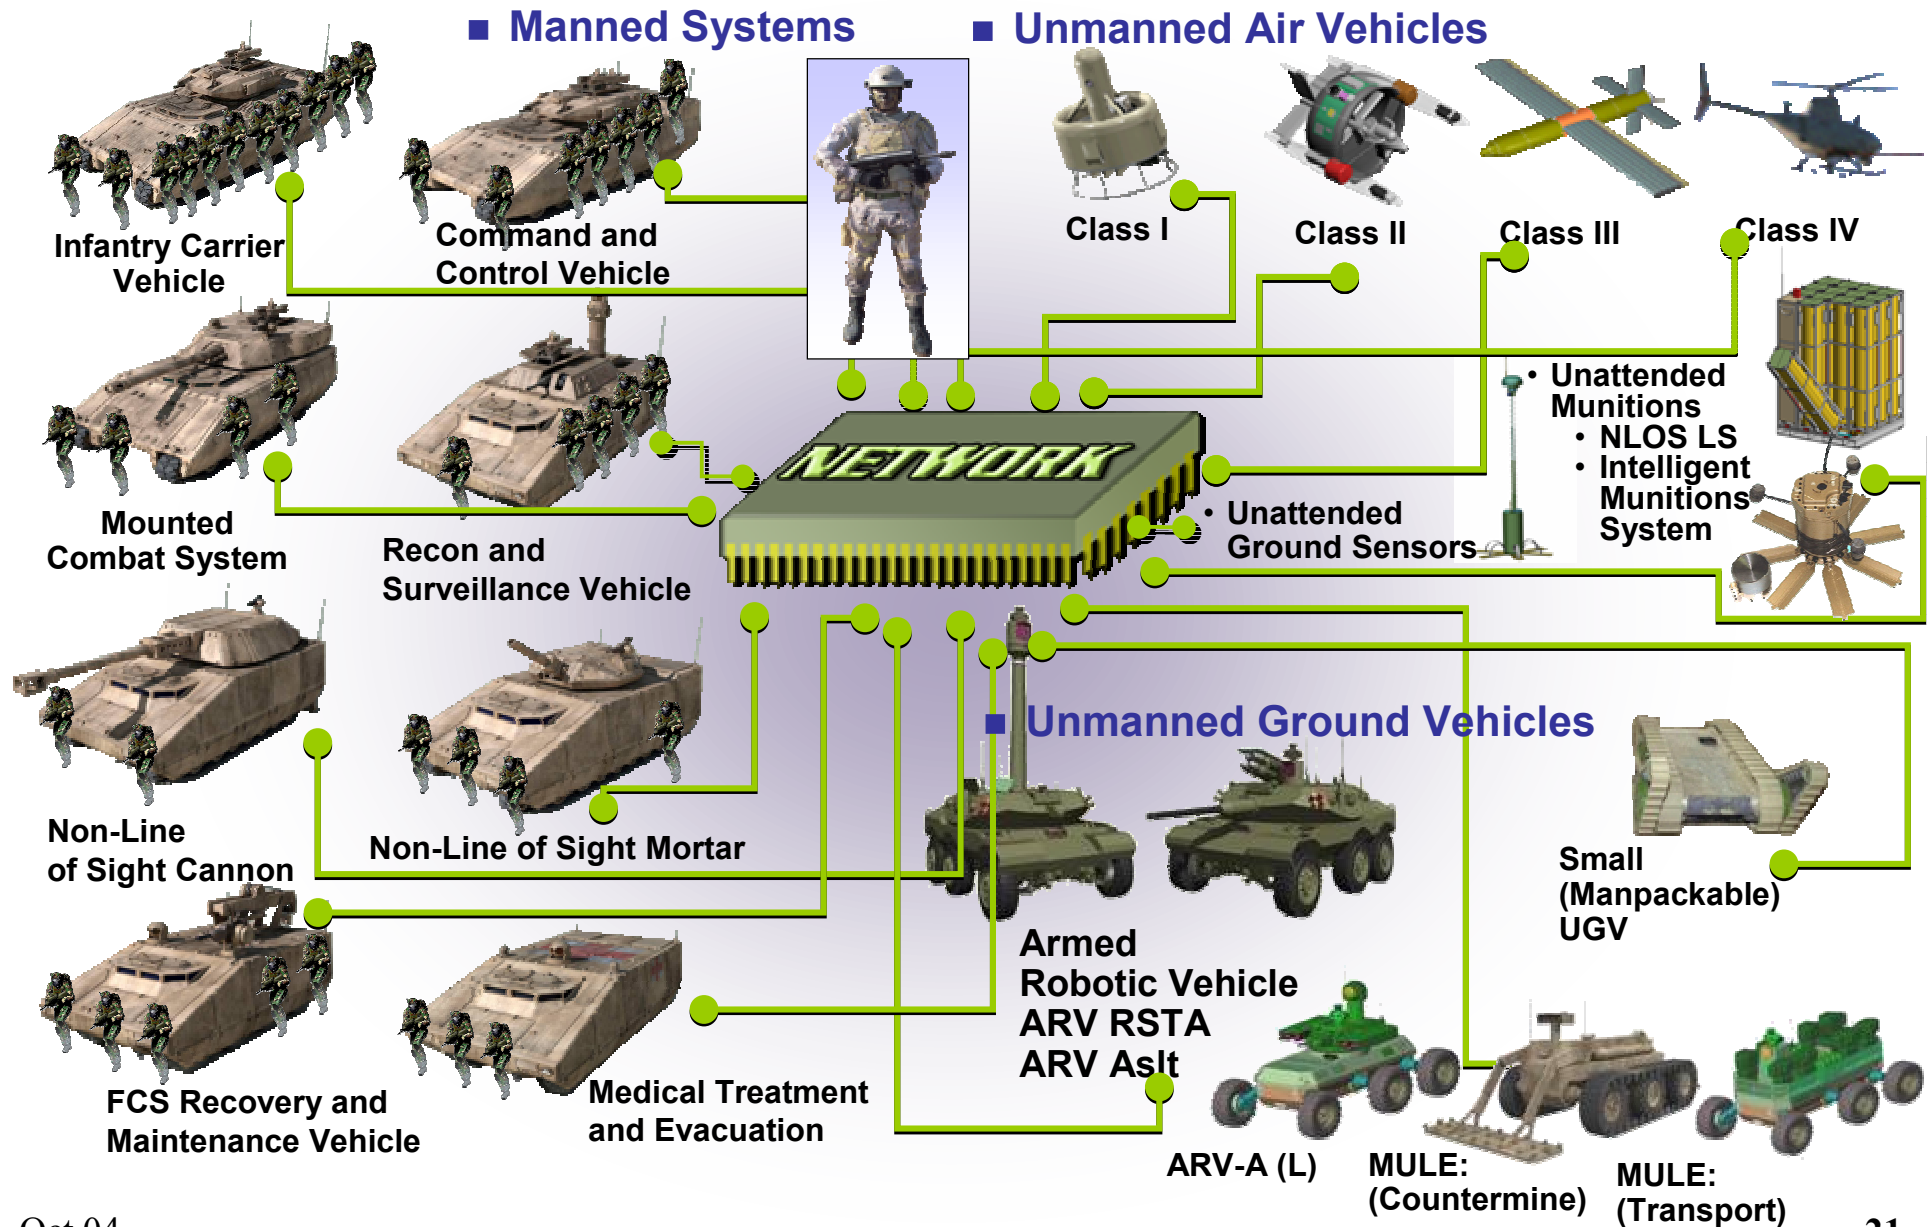 ■ Manned Systems
■ Unmanned Air Vehicles
Infantry Carrier
Vehicle
Command and
Control Vehicle
Class I
Class II
Class III
Class IV
Mounted
Combat System
Recon and
Surveillance Vehicle
NETWORK
• Unattended
Munitions
• NLOS LS
• Intelligent
Munitions
System
• Unattended
Ground Sensors
Non-Line
of Sight Cannon
Non-Line of Sight Mortar
■ Unmanned Ground Vehicles
Small
(Manpackable)
UGV
Armed
Robotic Vehicle
ARV RSTA
ARV Aslt
FCS Recovery and
Maintenance Vehicle
Medical Treatment
and Evacuation
ARV-A (L)
MULE:
(Countermine)
MULE:
(Transport)
Oct 04
21